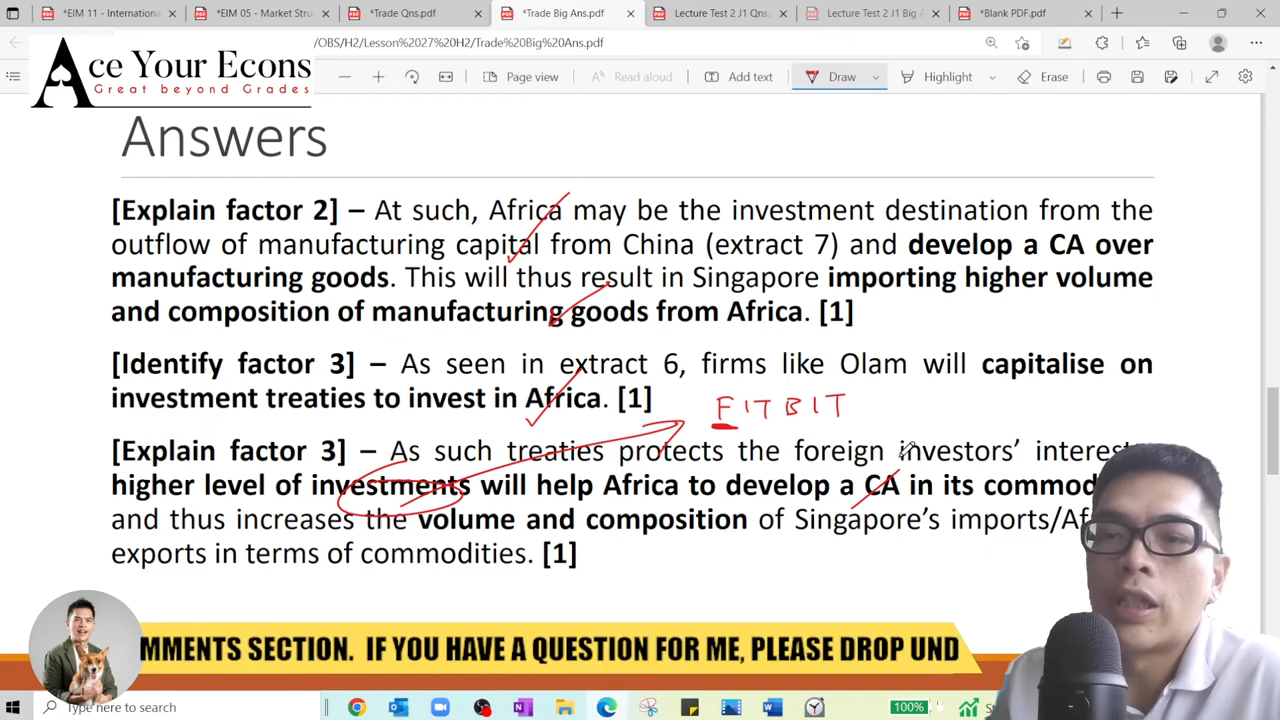 *EIM 11 - International
*EIM 05 - Market Stru
*Trade Qns.pdf
*Trade Big Ans.pdf
Lecture Test 2 J1 Qns
Lecture Test 2 J1 Big A
*Blank PDF.pdf
/OBS/H2/Lesson%2027%20H2/Trade%20Big%20Ans.pdf
Ace Your Econs
Great beyond Grades
Page view
Read aloud
Add text
Draw
Highlight
Erase
Answers
[Explain factor 2] – At such, Africa may be the investment destination from the
outflow of manufacturing capital from China (extract 7) and develop a CA over
manufacturing goods. This will thus result in Singapore importing higher volume
and composition of manufacturing goods from Africa. [1]
[Identify factor 3] – As seen in extract 6, firms like Olam will capitalise on
investment treaties to invest in Africa. [1]
FITBIT
[Explain factor 3] – As such treaties protects the foreign investors' interes
higher level of investments will help Africa to develop a CA in its commod
and thus increases the volume and composition of Singapore's imports/Af
exports in terms of commodities. [1]
MMENTS SECTION. IF YOU HAVE A QUESTION FOR ME, PLEASE DROP UND
Type here to search
100%